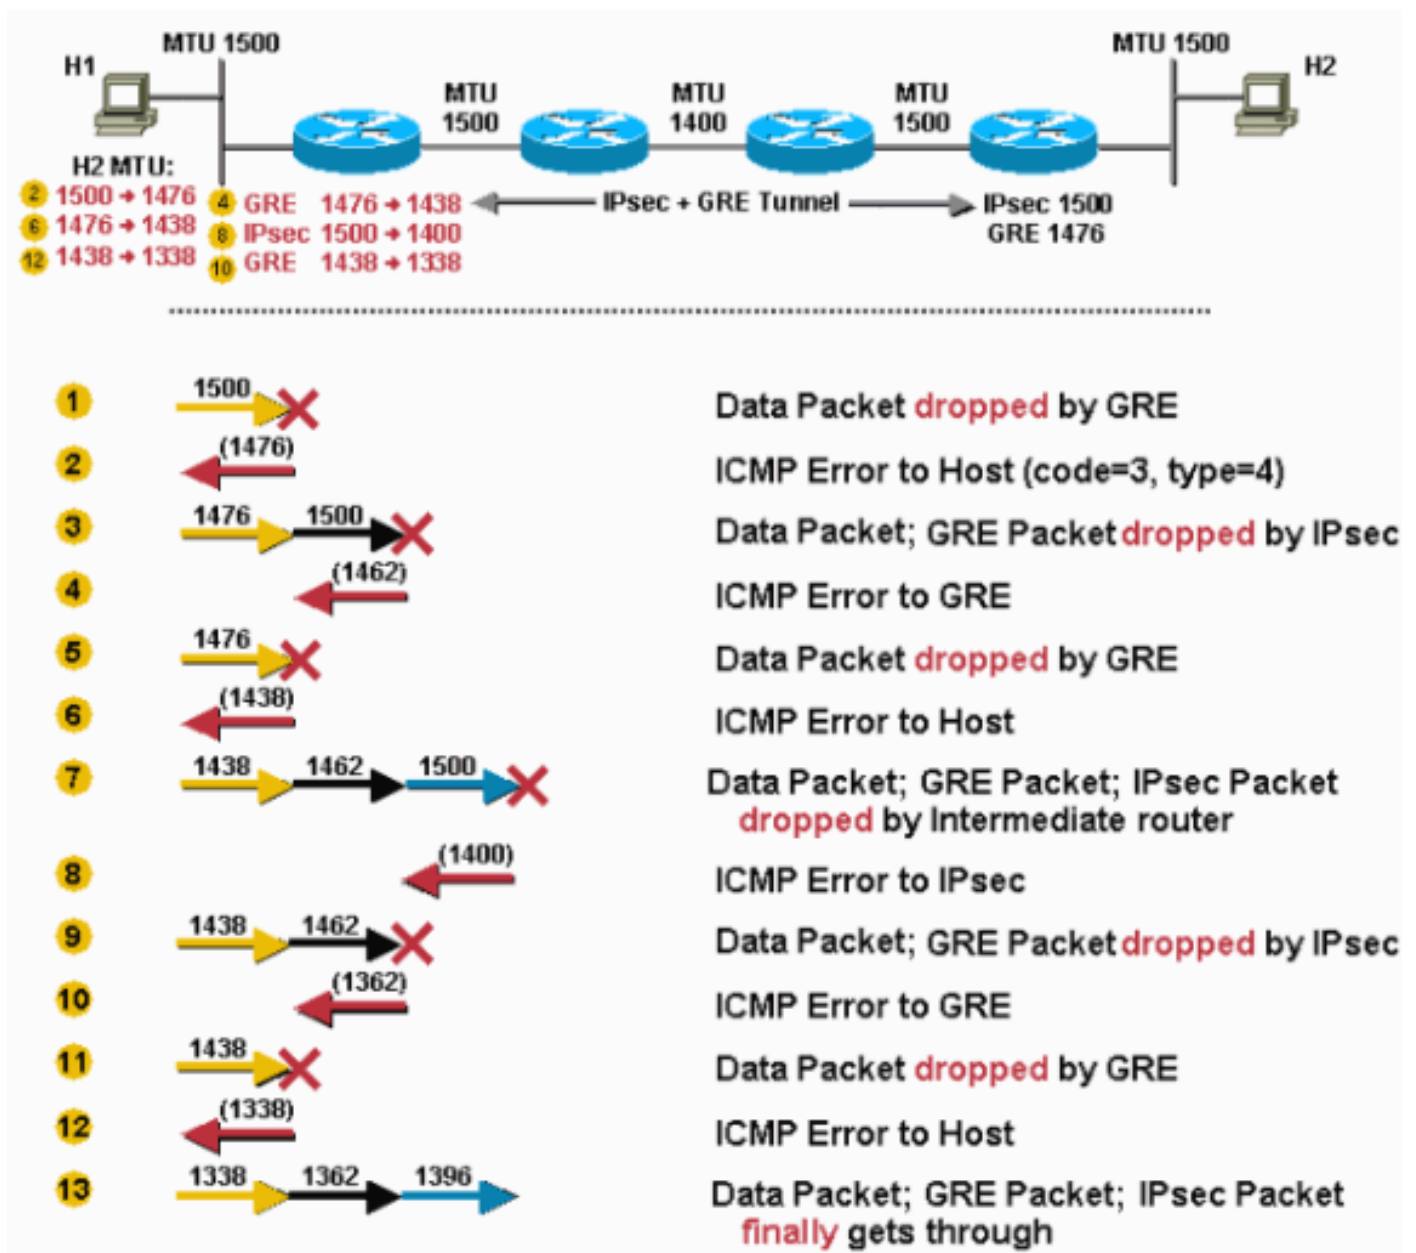 MTU 1500
MTU 1500
H1
H2
MTU
1500
MTU
1400
MTU
1500
H2 MTU:
2 1500 → 1476
6 1476 → 1438
12 1438 → 1338
4 GRE 1476 → 1438
8 IPsec 1500 → 1400
10 GRE 1438 → 1338
IPsec + GRE Tunnel
IPsec 1500
GRE 1476
1 1500 Data Packet dropped by GRE
2 (1476) ICMP Error to Host (code=3, type=4)
3 1476 1500 Data Packet; GRE Packet dropped by IPsec
4 (1462) ICMP Error to GRE
5 1476 Data Packet dropped by GRE
6 (1438) ICMP Error to Host
7 1438 1462 1500 Data Packet; GRE Packet; IPsec Packet
dropped by Intermediate router
8 (1400) ICMP Error to IPsec
9 1438 1462 Data Packet; GRE Packet dropped by IPsec
10 (1362) ICMP Error to GRE
11 1438 Data Packet dropped by GRE
12 (1338) ICMP Error to Host
13 1338 1362 1396 Data Packet; GRE Packet; IPsec Packet
finally gets through